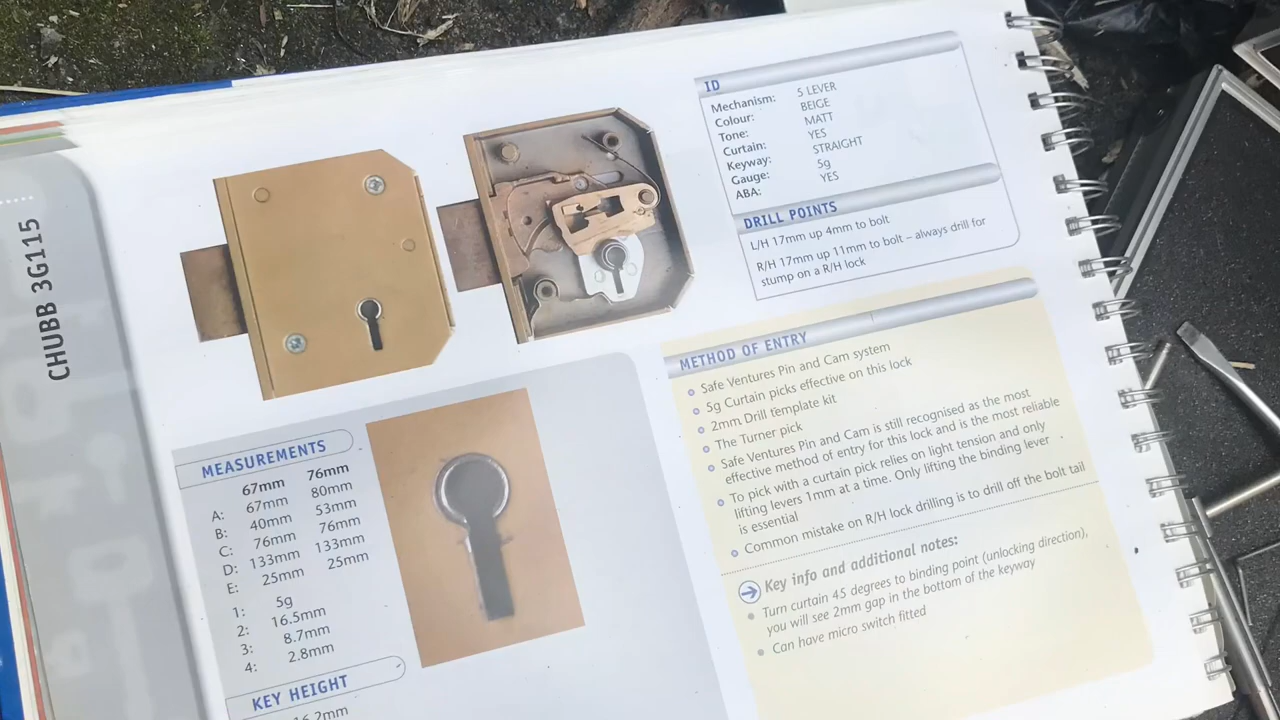 CHUBB 3G115
ID
Mechanism: 5 LEVER
Colour: BEIGE
Tone: MATT
Curtain: YES
Keyway: STRAIGHT
Gauge: 5g
ABA: YES
DRILL POINTS
L/H 17mm up 4mm to bolt
R/H 17mm up 11mm to bolt – always drill for
stump on a R/H lock
METHOD OF ENTRY
Safe Ventures Pin and Cam system
5g Curtain picks effective on this lock
2mm Drill template kit
The Turner pick
Safe Ventures Pin and Cam is still recognised as the most
effective method of entry for this lock and is the most reliable
To pick with a curtain pick relies on light tension and only
lifting levers 1mm at a time. Only lifting the binding lever
is essential
Common mistake on R/H lock drilling is to drill off the bolt tail
Key info and additional notes:
Turn curtain 45 degrees to binding point (unlocking direction),
you will see 2mm gap in the bottom of the keyway
Can have micro switch fitted
MEASUREMENTS
67mm 76mm
A: 67mm 80mm
B: 40mm 53mm
C: 76mm 76mm
D: 133mm 133mm
E: 25mm 25mm
1: 5g
2: 16.5mm
3: 8.7mm
4: 2.8mm
KEY HEIGHT
16.2mm